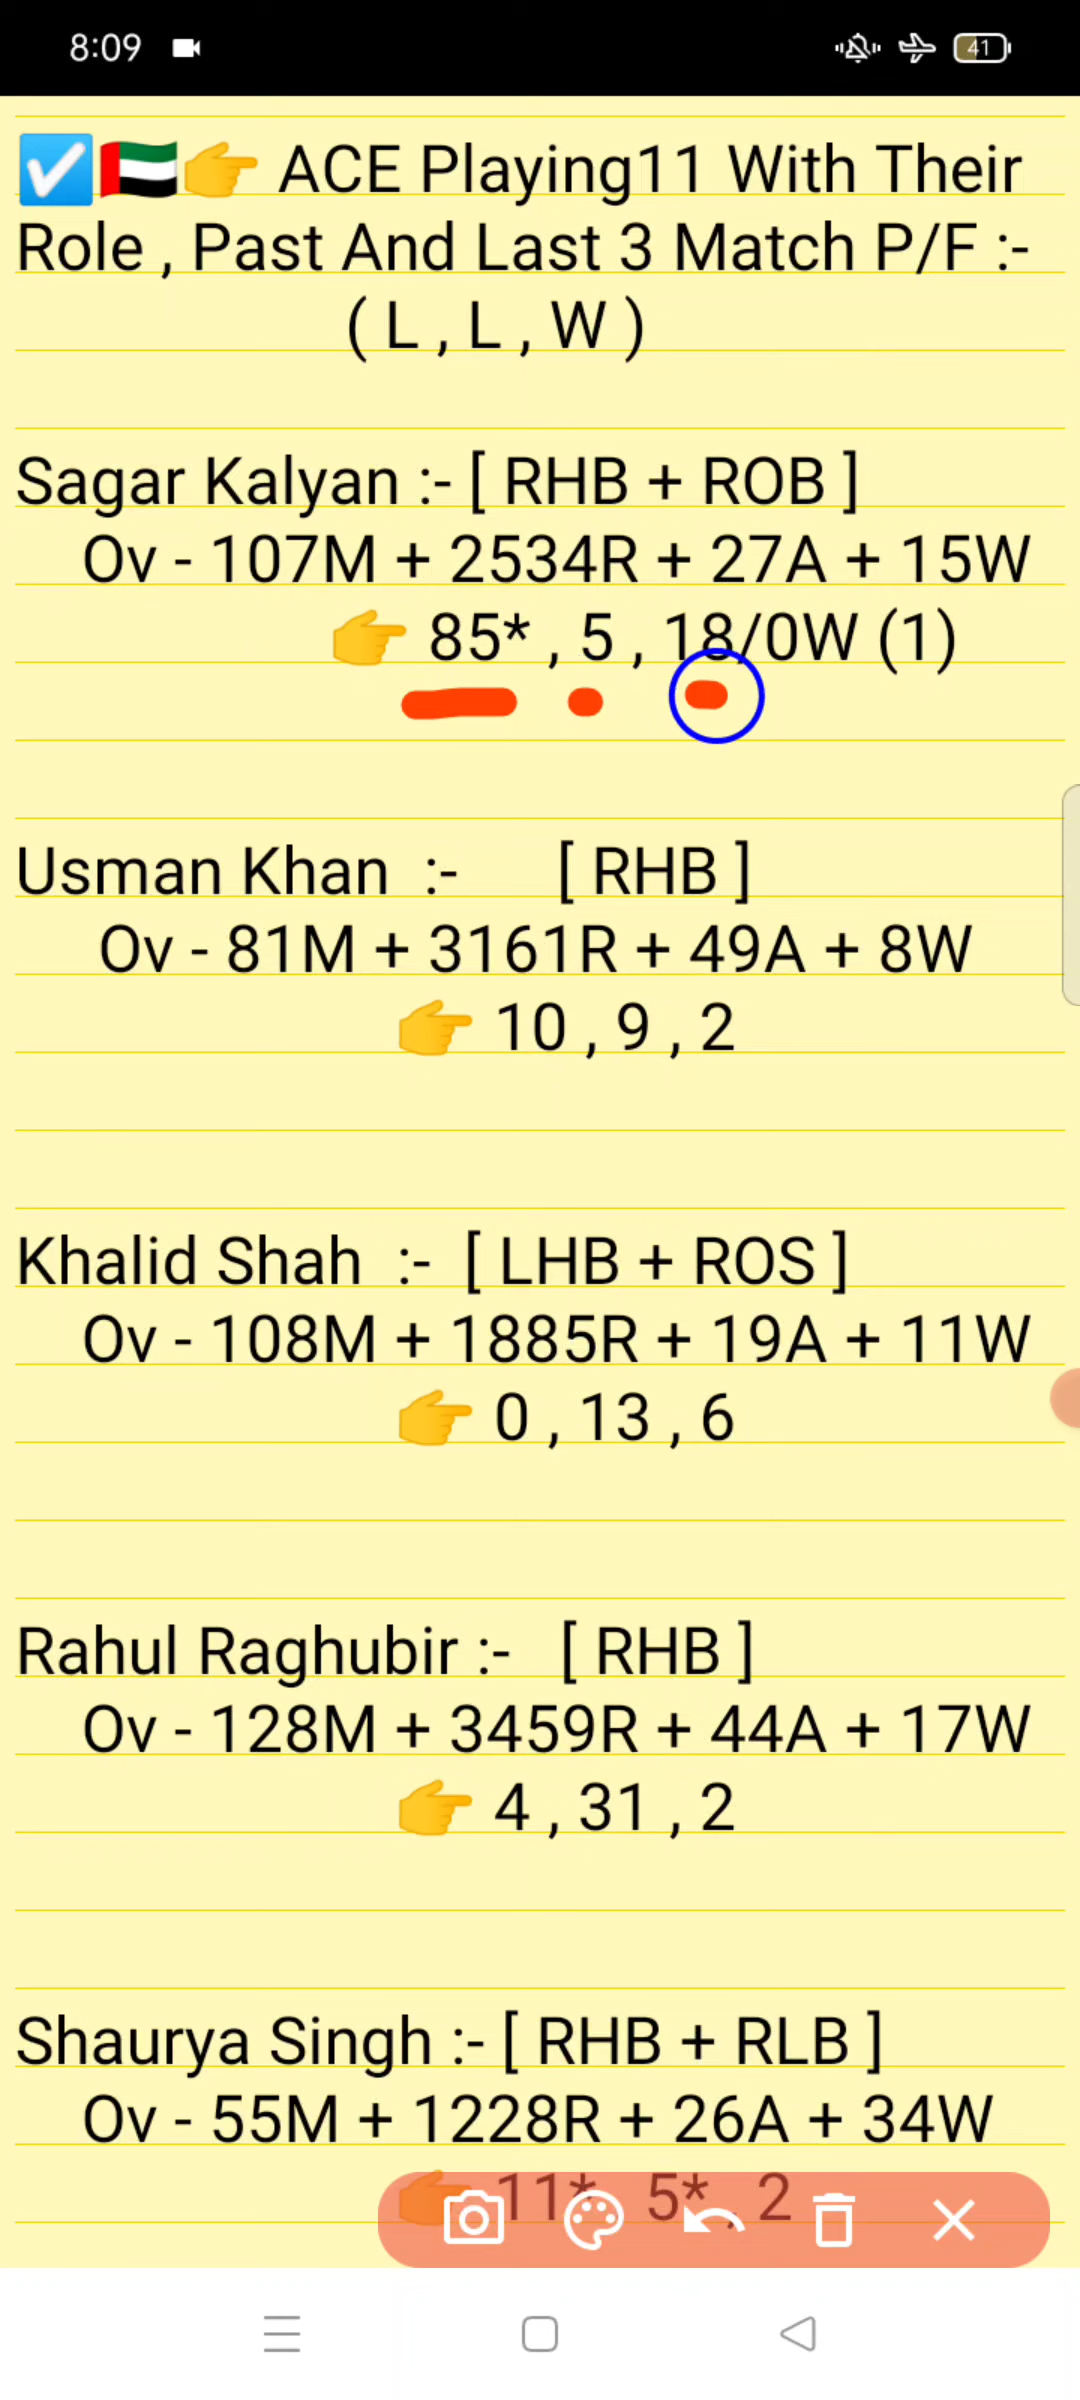 8:09
41
ACE Playing11 With Their
Role , Past And Last 3 Match P/F :-
( L , L , W )
Sagar Kalyan :- [ RHB + ROB ]
Ov - 107M + 2534R + 27A + 15W
85* , 5 , 18/0W (1)
Usman Khan :- [ RHB ]
Ov - 81M + 3161R + 49A + 8W
10 , 9 , 2
Khalid Shah :- [ LHB + ROS ]
Ov - 108M + 1885R + 19A + 11W
0 , 13 , 6
Rahul Raghubir :- [ RHB ]
Ov - 128M + 3459R + 44A + 17W
4 , 31 , 2
Shaurya Singh :- [ RHB + RLB ]
Ov - 55M + 1228R + 26A + 34W
11* , 5* , 2